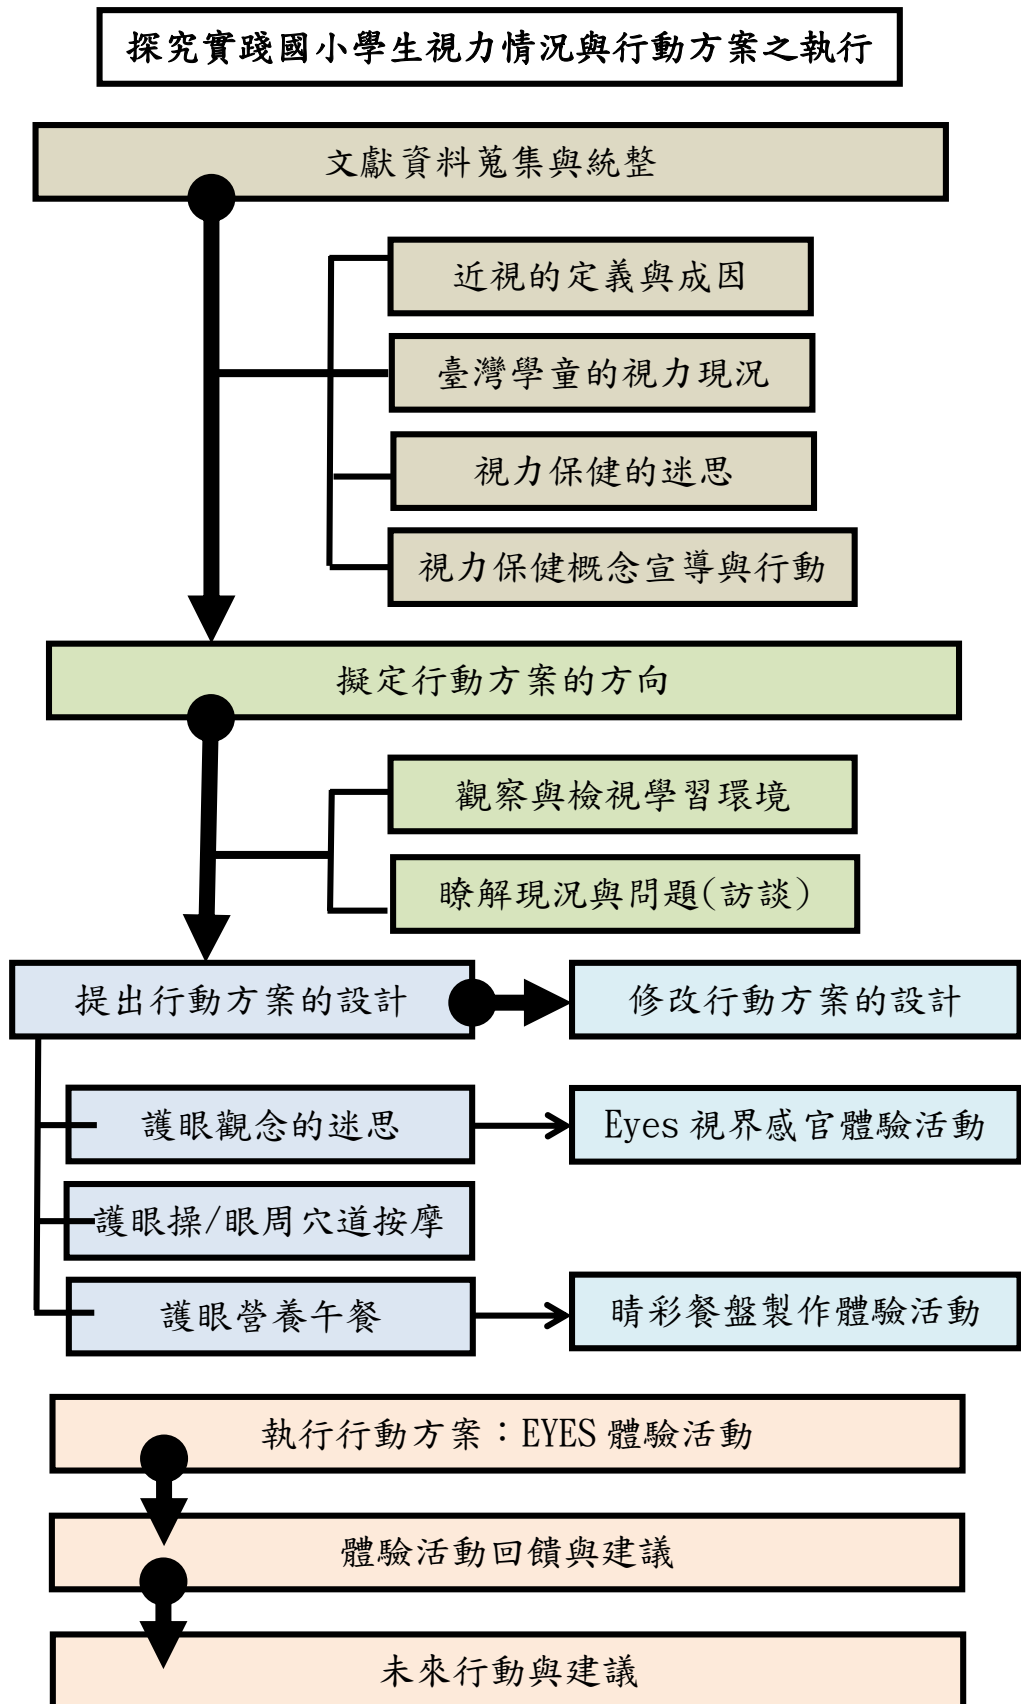 探究實踐國小學生視力情況與行動方案之執行
文獻資料蒐集與統整
近視的定義與成因
臺灣學童的視力現況
視力保健的迷思
視力保健概念宣導與行動
擬定行動方案的方向
觀察與檢視學習環境
瞭解現況與問題(訪談)
提出行動方案的設計
修改行動方案的設計
護眼觀念的迷思
Eyes 視界感官體驗活動
護眼操/眼周穴道按摩
護眼營養午餐
睛彩餐盤製作體驗活動
執行行動方案：EYES 體驗活動
體驗活動回饋與建議
未來行動與建議